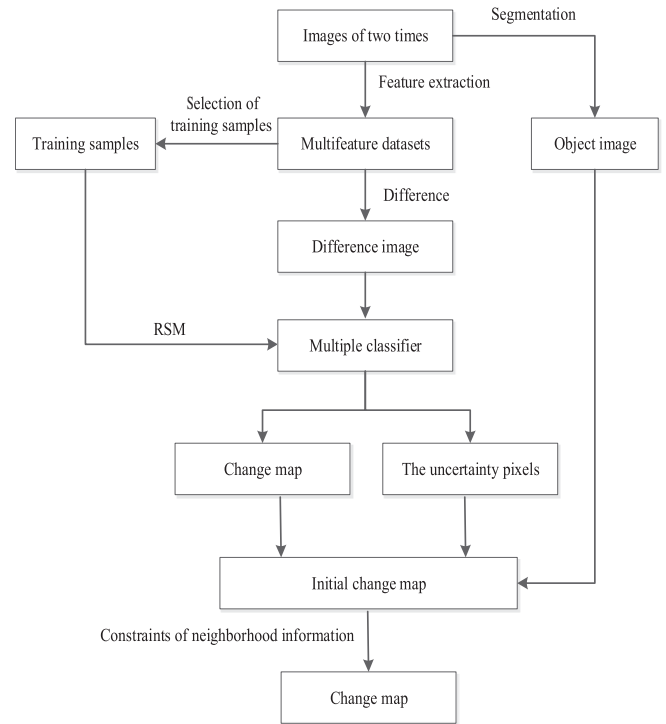 Segmentation
Images of two times
Feature extraction
Selection of
training samples
Training samples
Multifeature datasets
Object image
Difference
Difference image
RSM
Multiple classifier
Change map
The uncertainty pixels
Initial change map
Constraints of neighborhood information
Change map